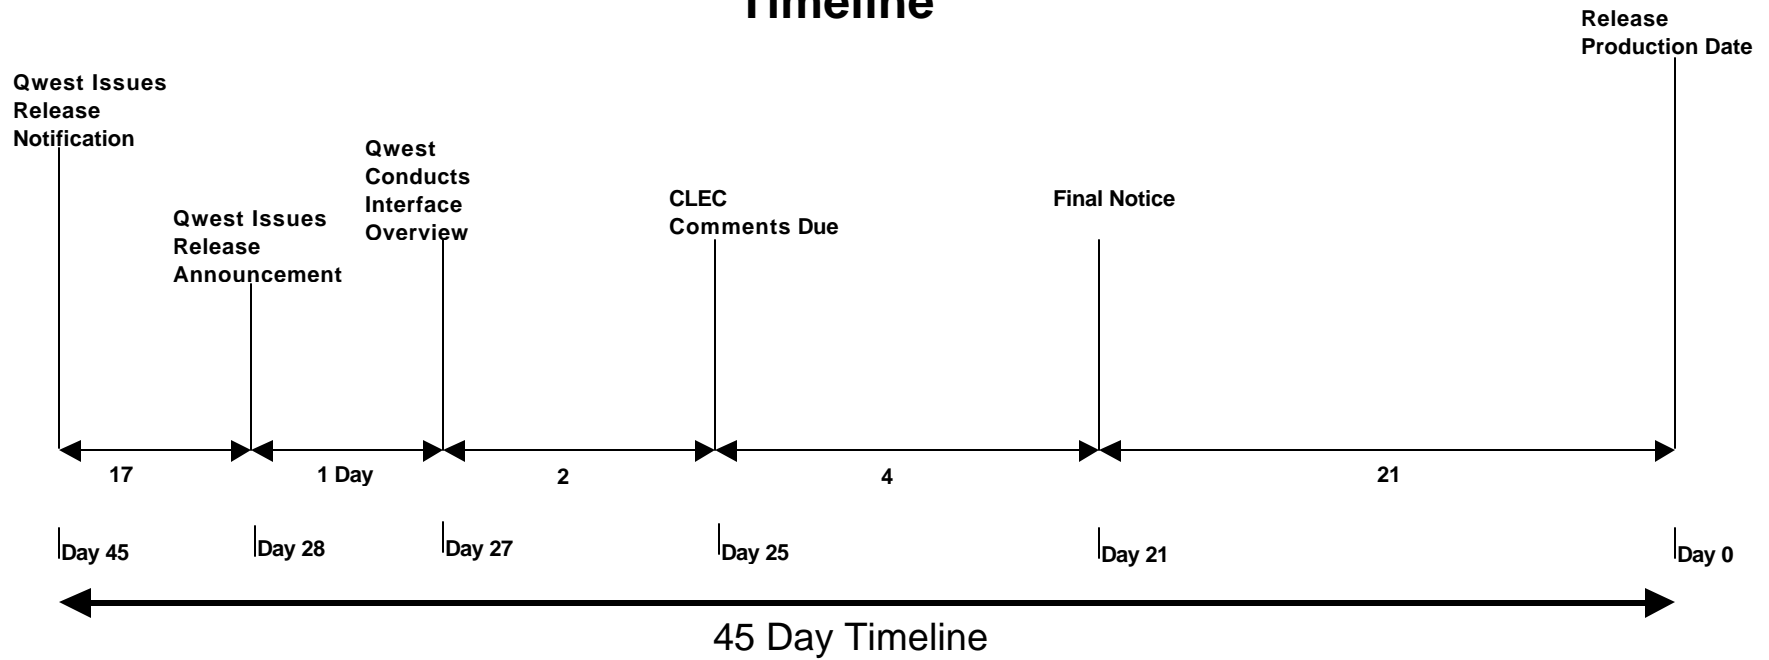 Timeline
Release
Production Date
Qwest Issues
Release
Notification
Qwest
Conducts
Interface
Overview
Qwest Issues
Release
Announcement
CLEC
Comments Due
Final Notice
17
1 Day
2
4
21
Day 45
Day 28
Day 27
Day 25
Day 21
Day 0
45 Day Timeline